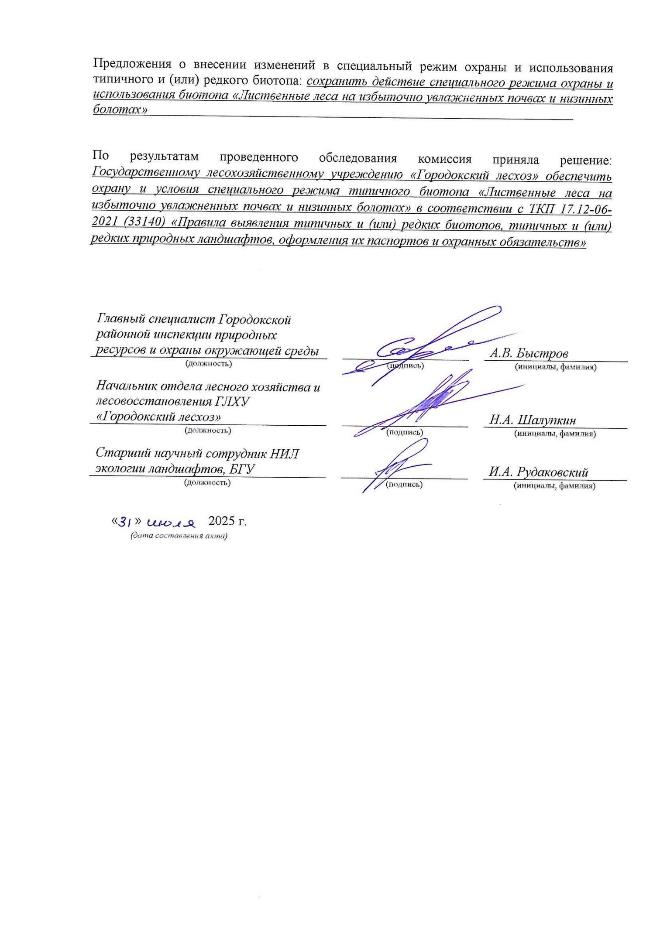 Предложения о внесении изменений в специальный режим охраны и использования
типичного и (или) редкого биотопа: сохранить действие специального режима охраны и
использования биотопа «Лиственные леса на избыточно увлажненных почвах и низинных
болотах»
По результатам проведенного обследования комиссия приняла решение:
Государственному лесохозяйственному учреждению «Городокский лесхоз» обеспечить
охрану и условия специального режима типичного биотопа «Лиственные леса на
избыточно увлажненных почвах и низинных болотах» в соответствии с ТКП 17.12-06-
2021 (33140) «Правила выявления типичных и (или) редких биотопов, типичных и (или)
редких природных ландшафтов, оформления их паспортов и охранных обязательств»
Главный специалист Городокской
районной инспекции природных
ресурсов и охраны окружающей среды А.В. Быстров
(должность) (подпись) (инициалы, фамилия)
Начальник отдела лесного хозяйства и
лесовосстановления ГЛХУ
«Городокский лесхоз» Н.А. Шалупкин
(должность) (подпись) (инициалы, фамилия)
Старший научный сотрудник НИЛ
экологии ландшафтов, БГУ И.А. Рудаковский
(должность) (подпись) (инициалы, фамилия)
«31» июля 2025 г.
(дата составления акта)